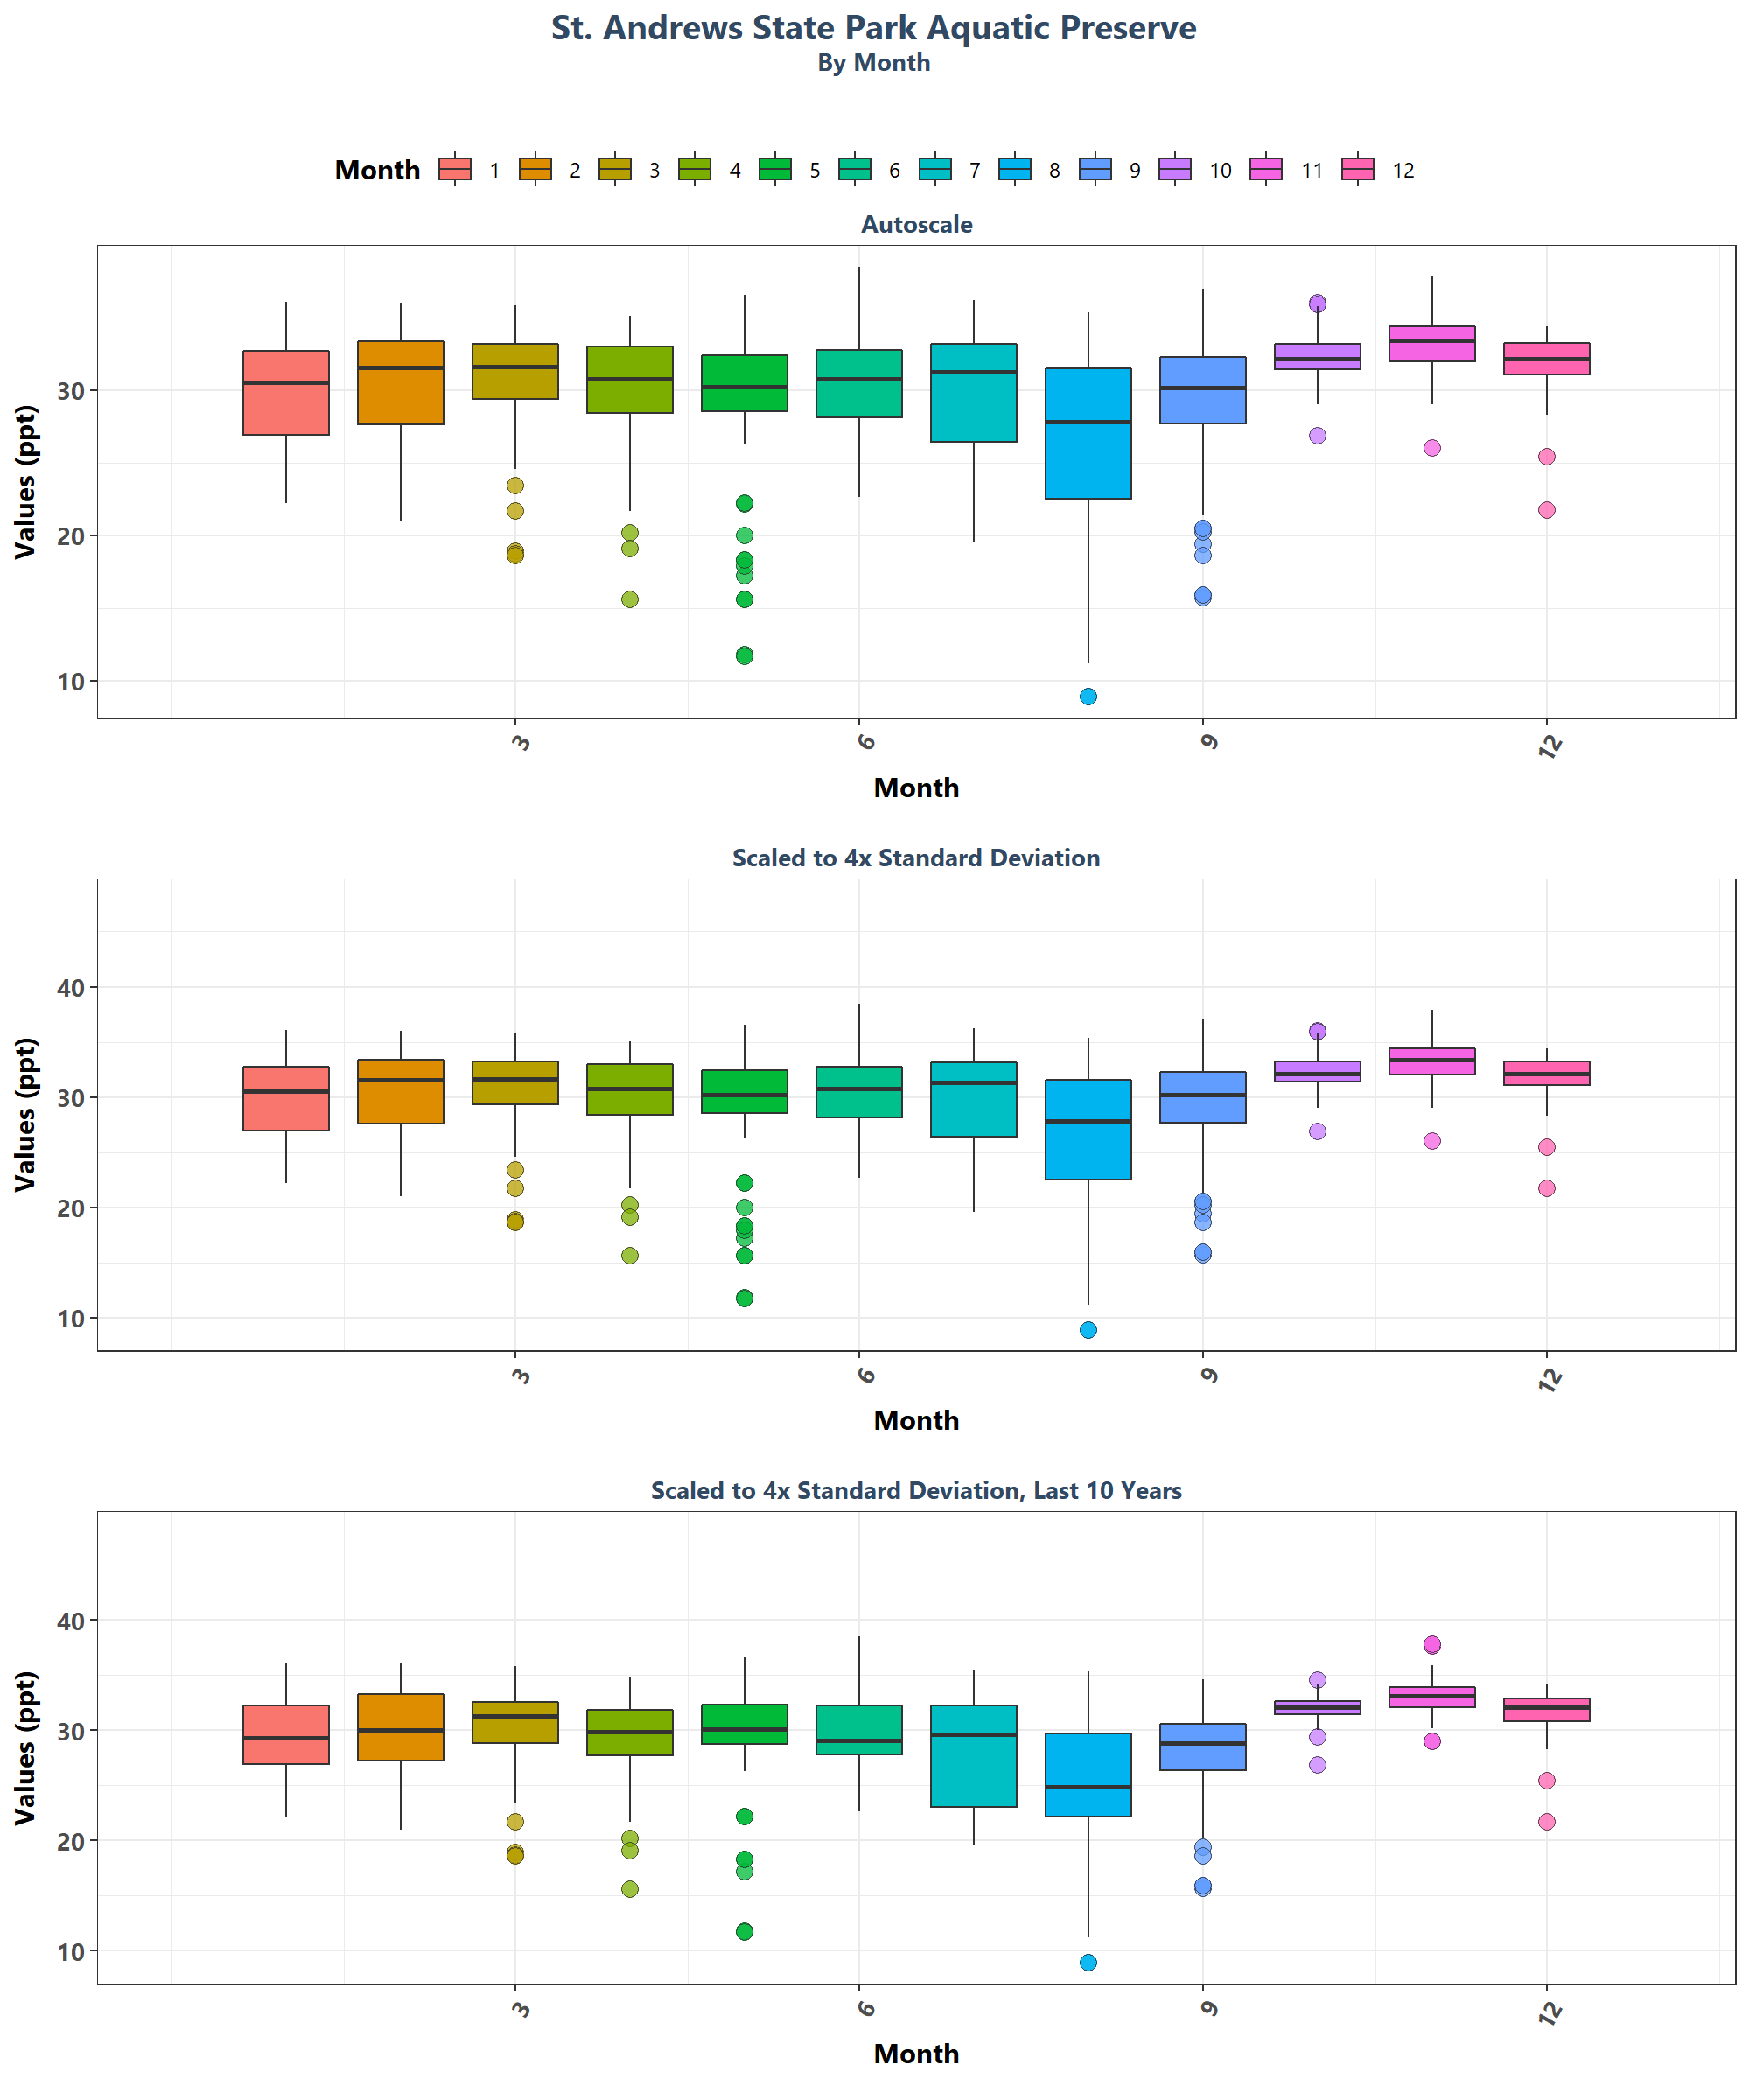 St. Andrews State Park Aquatic Preserve
By Month
Month 1 2 3 4 5 6 7 8 9 10 11 12
Autoscale
Values (ppt)
30
20
10
3 6 9 12
Month
Scaled to 4x Standard Deviation
Values (ppt)
40
30
20
10
3 6 9 12
Month
Scaled to 4x Standard Deviation, Last 10 Years
Values (ppt)
40
30
20
10
3 6 9 12
Month